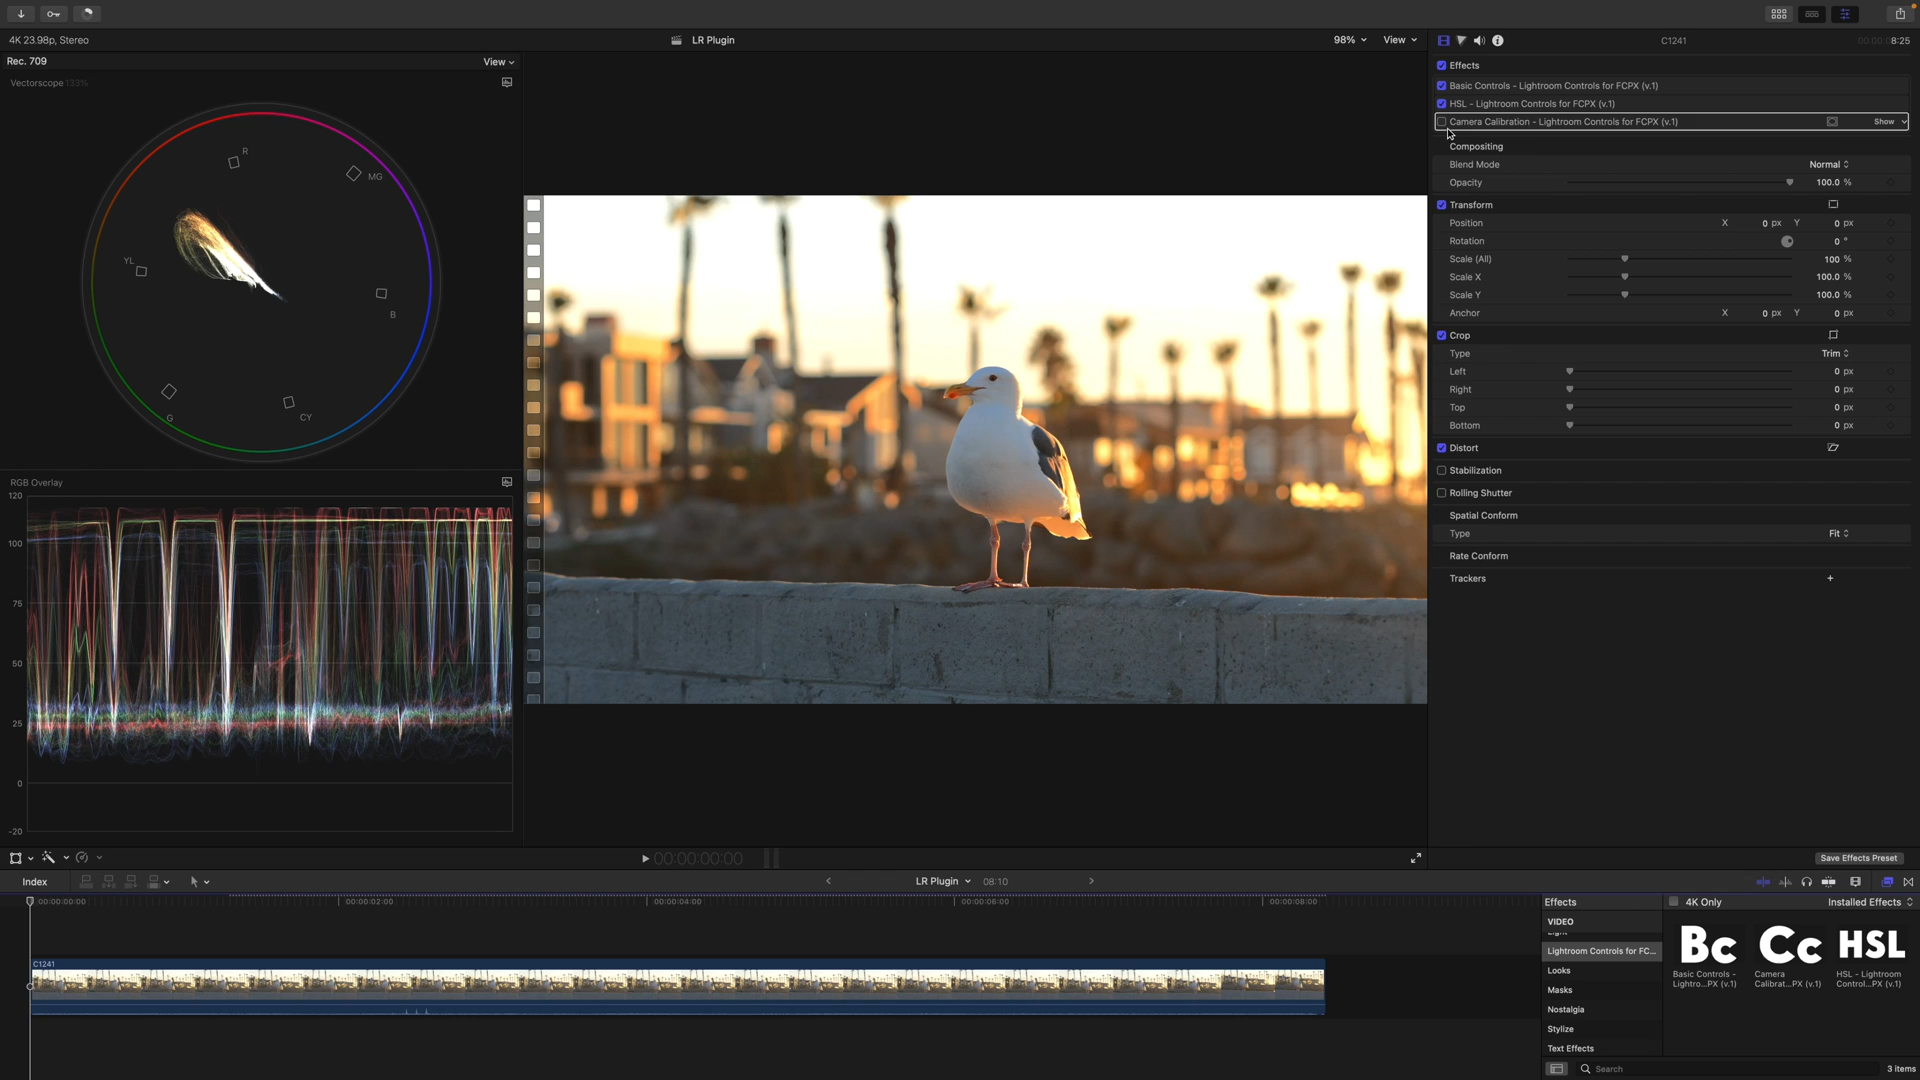 4K 23.98p, Stereo
LR Plugin
98%
View
C1241
8:25
Rec. 709
View
Vectorscope 133%
R
MG
YL
B
G
CY
RGB Overlay
120
100
75
50
25
0
-20
Effects
Basic Controls - Lightroom Controls for FCPX (v.1)
HSL - Lightroom Controls for FCPX (v.1)
Camera Calibration - Lightroom Controls for FCPX (v.1)
Show
Compositing
Blend Mode
Normal
Opacity
100.0 %
Transform
Position
X 0 px Y 0 px
Rotation
0 °
Scale (All)
100 %
Scale X
100.0 %
Scale Y
100.0 %
Anchor
X 0 px Y 0 px
Crop
Type
Trim
Left
0 px
Right
0 px
Top
0 px
Bottom
0 px
Distort
Stabilization
Rolling Shutter
Spatial Conform
Type
Fit
Rate Conform
Trackers
+
Save Effects Preset
00:00:00:00
Index
LR Plugin
08:10
00:00:00:00
00:00:02:00
00:00:04:00
00:00:06:00
00:00:08:00
C1241
Effects
4K Only
Installed Effects
VIDEO
Lightroom Controls for FC...
Looks
Masks
Nostalgia
Stylize
Text Effects
Bc
Basic Controls -
Lightro...PX (v.1)
Cc
Camera
Calibrat...PX (v.1)
HSL
HSL - Lightroom
Control...PX (v.1)
Search
3 items